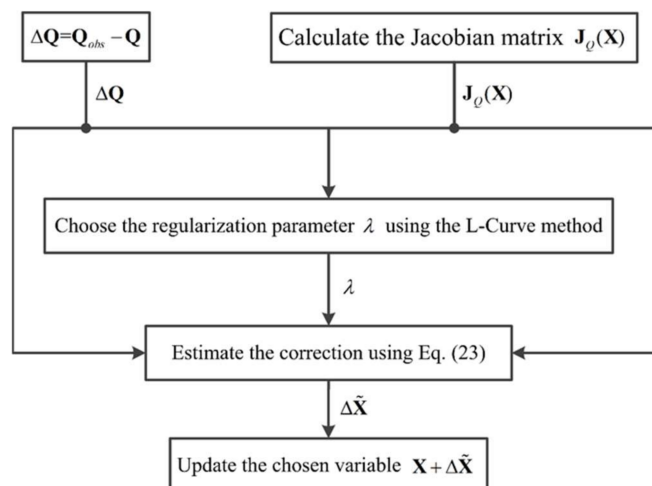 ΔQ=Q_obs − Q
Calculate the Jacobian matrix J_Q(X)
ΔQ
J_Q(X)
Choose the regularization parameter λ using the L-Curve method
λ
Estimate the correction using Eq. (23)
ΔX̃
Update the chosen variable X + ΔX̃